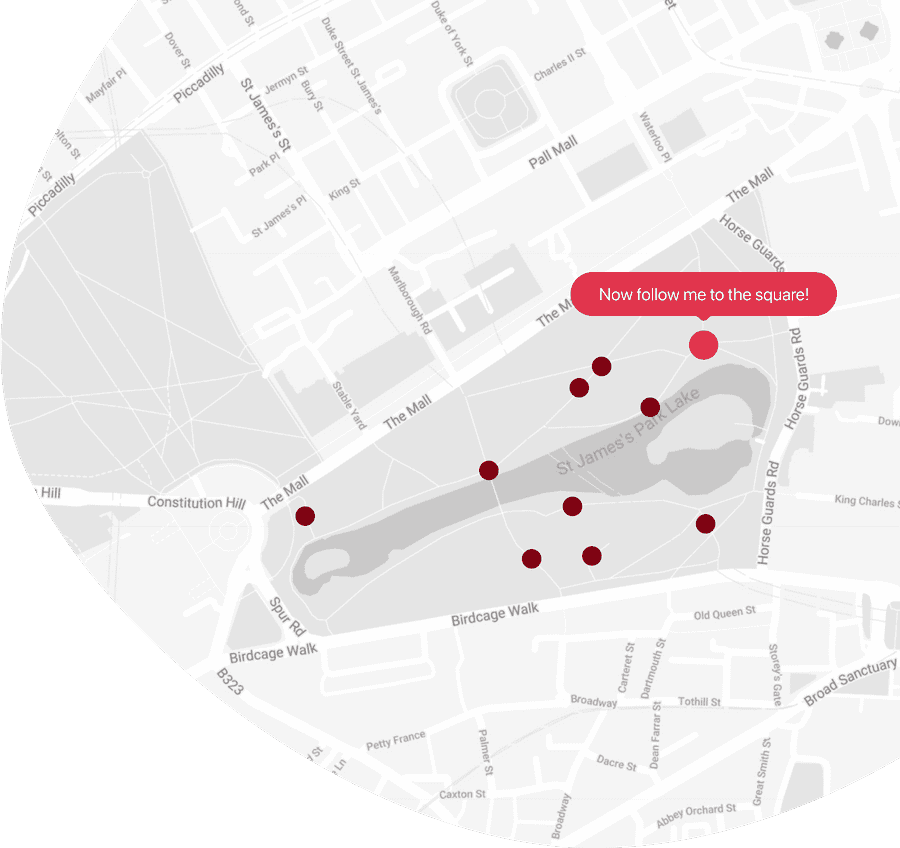 ond St
Dover St
Mayfair Pl
Piccadilly
Jermyn St
Bury St
Duke Street St James's
Duke of York St
Charles II St
St James's St
Park Pl
King St
St James's Pl
Pall Mall
Waterloo Pl
olton St
Piccadilly
The Mall
Horse Guards
Now follow me to the square!
Marlborough Rd
The M
Horse Guards Rd
Stable Yard
The Mall
St James's Park Lake
Dow
Hill
Constitution Hill
The Mall
King Charles S
Horse Guards Rd
Spur Rd
Birdcage Walk
Old Queen St
Birdcage Walk
B323
Carteret St
Dartmouth St
Storey's Gate
Broad Sanctuary
Broadway
Tothill St
Petty France
Palmer St
Dean Farrar St
Dacre St
Great Smith St
Caxton St
Broadway
Abbey Orchard St